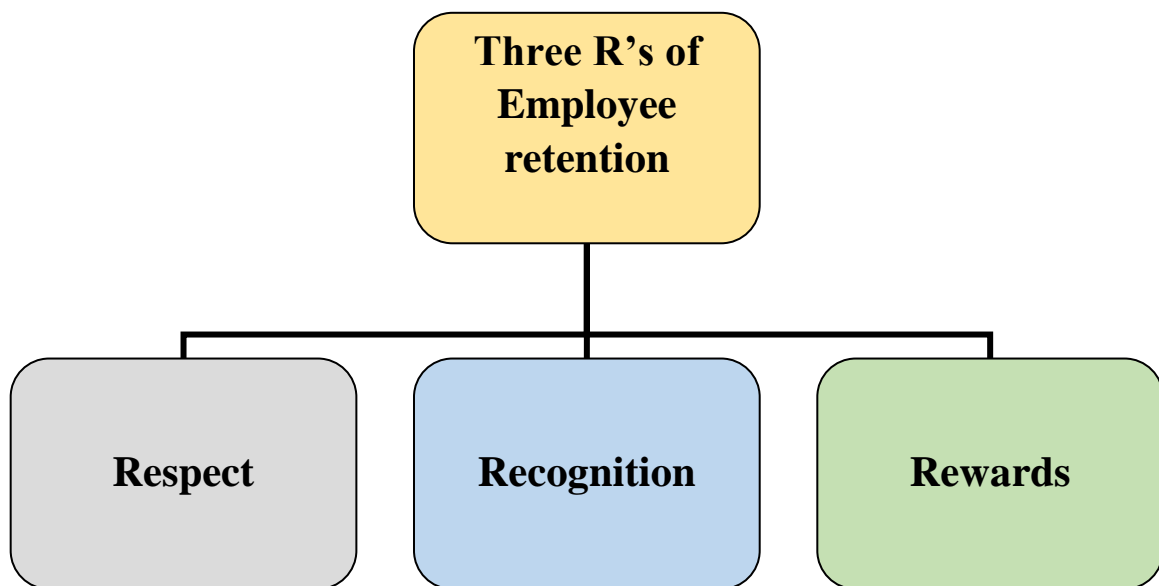 Three R’s of
Employee
retention
Respect
Recognition
Rewards